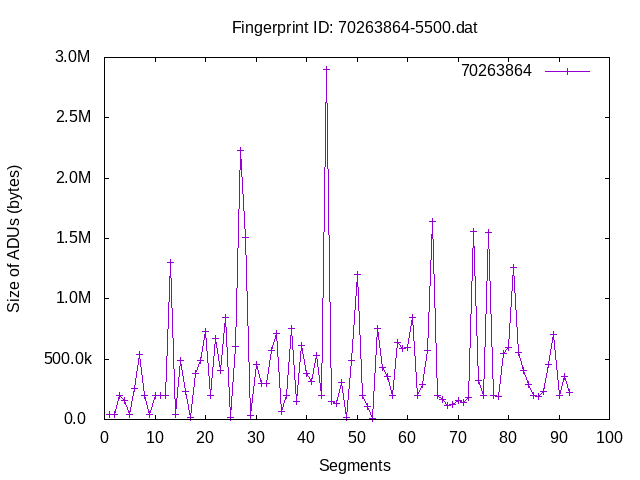 Fingerprint ID: 70263864-5500.dat
70263864
Size of ADUs (bytes)
3.0M
2.5M
2.0M
1.5M
1.0M
500.0k
0.0
0 10 20 30 40 50 60 70 80 90 100
Segments